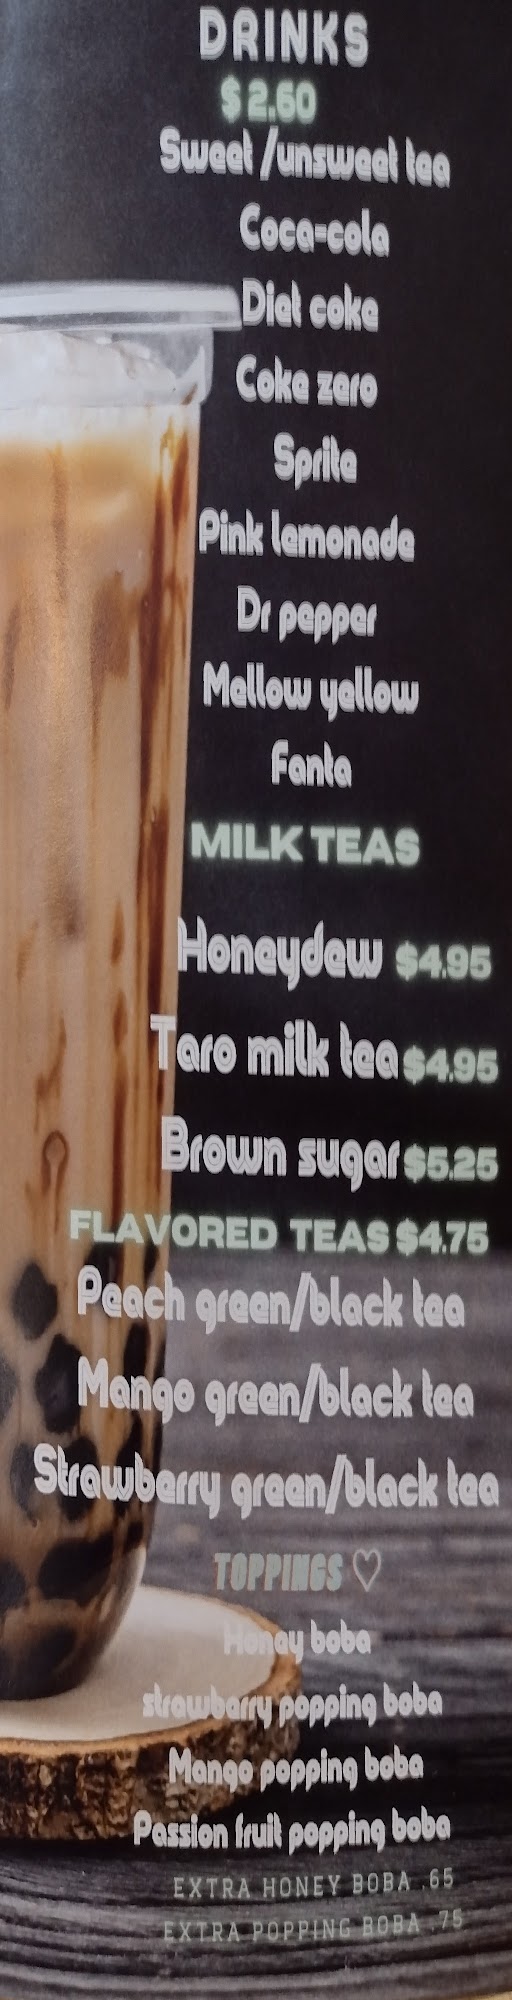 DRINKS
$2.60
Sweet/unsweet tea
Coca-cola
Diet coke
Coke zero
Sprite
Pink lemonade
Dr pepper
Mellow yellow
Fanta
MILK TEAS
Honeydew $4.95
Taro milk tea $4.95
Brown sugar $5.25
FLAVORED TEAS $4.75
Peach green/black tea
Mango green/black tea
Strawberry green/black tea
TOPPINGS ♡
Honey boba
strawberry popping boba
Mango popping boba
Passion fruit popping boba
EXTRA HONEY BOBA .65
EXTRA POPPING BOBA .75